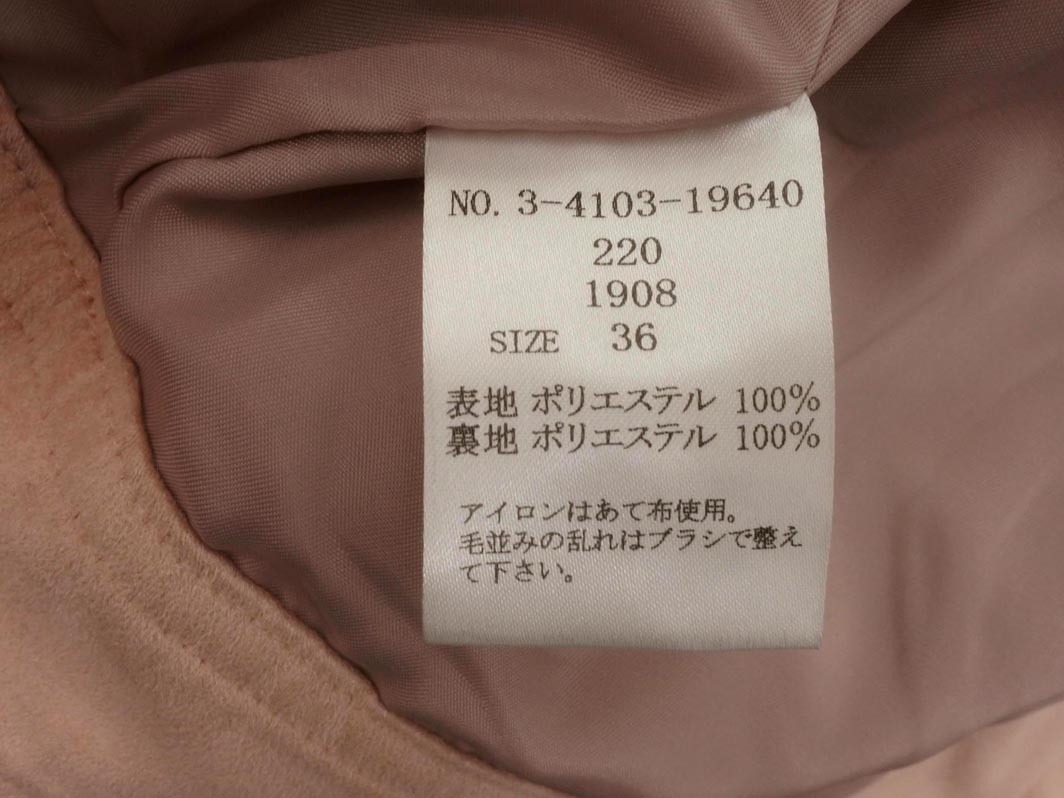 NO. 3-4103-19640
220
1908
SIZE 36
表地 ポリエステル 100%
裏地 ポリエステル 100%
アイロンはあて布使用。
毛並みの乱れはブラシで整え
て下さい。